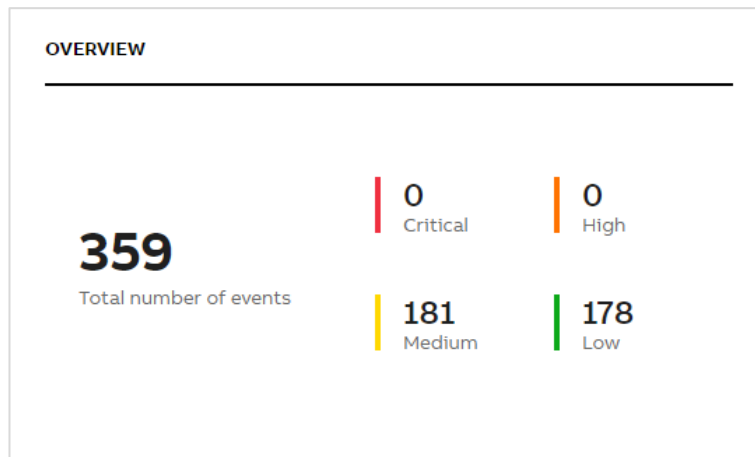 OVERVIEW
359
Total number of events
0
Critical
0
High
181
Medium
178
Low